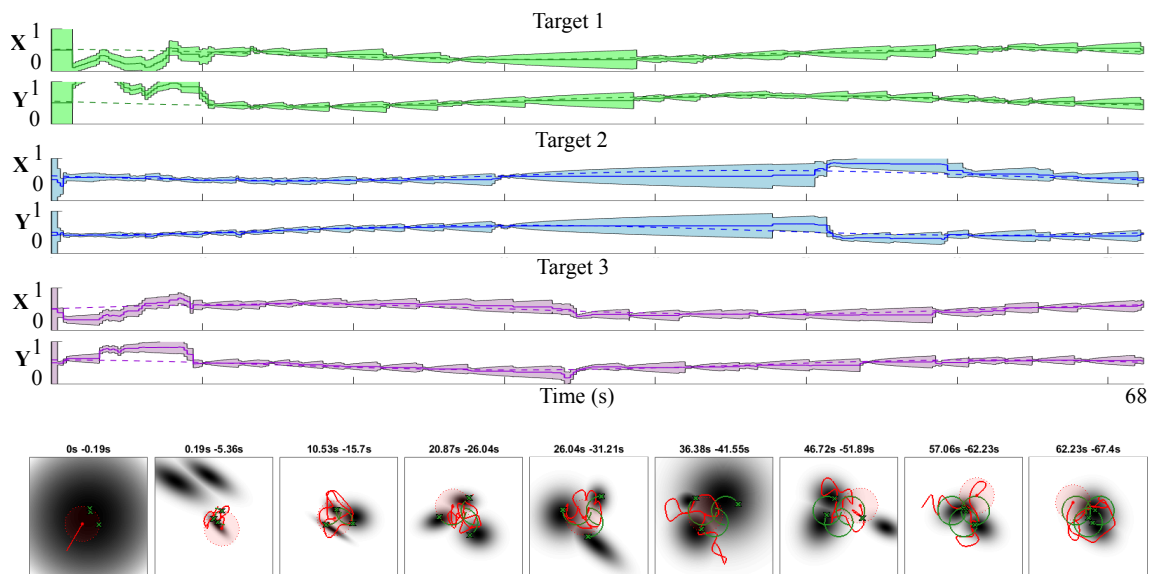 Target 1
X 1
0
Y 1
0
Target 2
X 1
0
Y 1
0
Target 3
X 1
0
Y 1
0
Time (s) 68
0s -0.19s 0.19s -5.36s 10.53s -15.7s 20.87s -26.04s 26.04s -31.21s 36.38s -41.55s 46.72s -51.89s 57.06s -62.23s 62.23s -67.4s